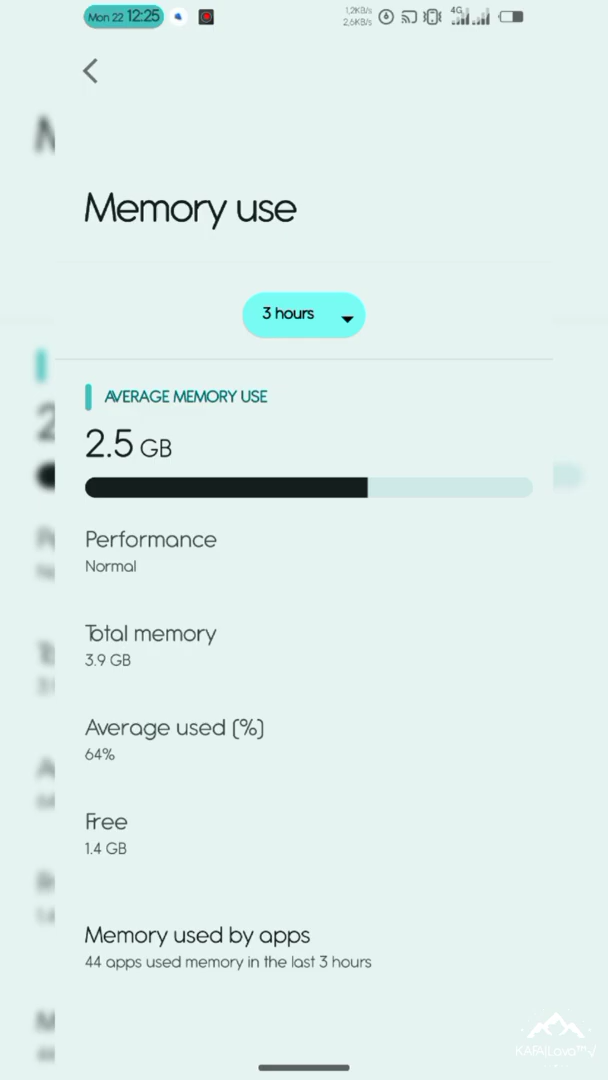 Mon 22 12:25
1,2KB/s
2,6KB/s
4G
Memory use
3 hours
AVERAGE MEMORY USE
2.5 GB
Performance
Normal
Total memory
3.9 GB
Average used (%)
64%
Free
1.4 GB
Memory used by apps
44 apps used memory in the last 3 hours